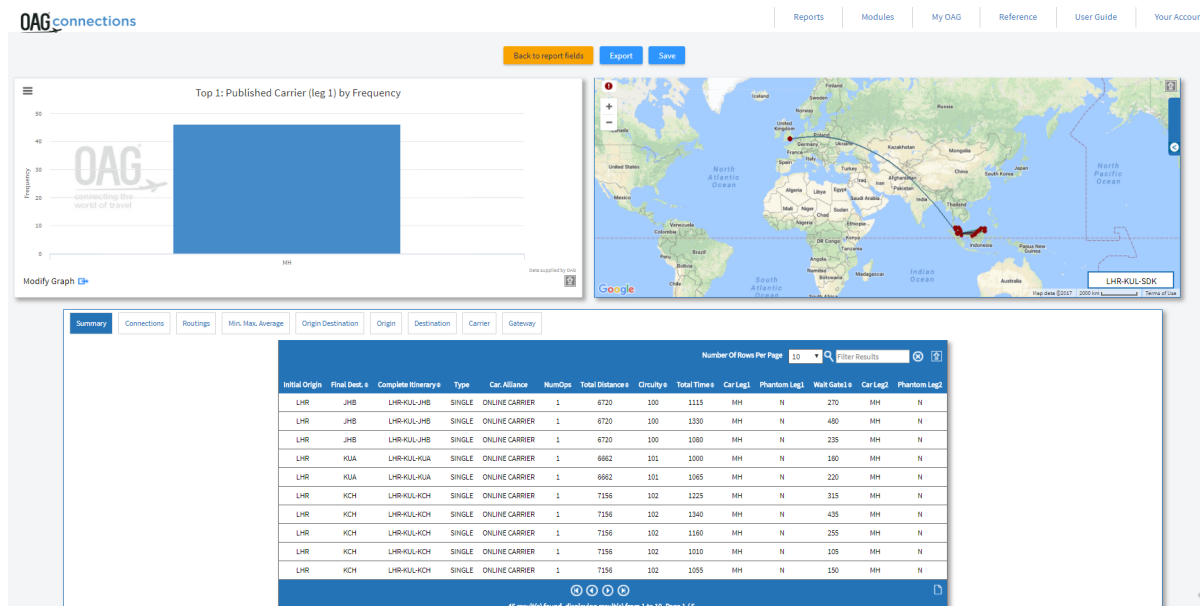 OAG connections
Reports Modules My OAG Reference User Guide Your Accoun
Back to report fields Export Save
Top 1: Published Carrier (leg 1) by Frequency
50
40
30
20
10
0
Frequency
OAG
connecting the
world of travel
MH
Data supplied by OAG
Modify Graph
Finland
Iceland
Sweden
Norway
Russia
Canada
United
Kingdom
Poland
Germany
Ukraine
Kazakhstan
Mongolia
France
Italy
Spain
Turkey
United States
North
Atlantic
Ocean
China
South Korea
Japan
North
Pacific
Ocean
Iraq
Iran
Afghanistan
Pakistan
Algeria
Libya
Egypt
Saudi Arabia
India
Mexico
Mali
Niger
Chad
Sudan
Thailand
Nigeria
Ethiopia
Venezuela
Colombia
DR Congo
Kenya
Tanzania
Indonesia
Papua New
Guinea
Brazil
Peru
Bolivia
Angola
Namibia
Botswana
Madagascar
Indian
Ocean
Australia
Chile
South
Atlantic
Ocean
South Africa
LHR-KUL-SDK
Google
Map data ©2017 2000 km Terms of Use
Summary Connections Routings Min. Max. Average Origin Destination Origin Destination Carrier Gateway
Number Of Rows Per Page 10 Filter Results
Initial Origin Final Dest. Complete Itinerary Type Car. Alliance NumOps Total Distance Circuity Total Time Car Leg1 Phantom Leg1 Wait Gate1 Car Leg2 Phantom Leg2
LHR JHB LHR-KUL-JHB SINGLE ONLINE CARRIER 1 6720 100 1115 MH N 270 MH N
LHR JHB LHR-KUL-JHB SINGLE ONLINE CARRIER 1 6720 100 1330 MH N 480 MH N
LHR JHB LHR-KUL-JHB SINGLE ONLINE CARRIER 1 6720 100 1080 MH N 235 MH N
LHR KUA LHR-KUL-KUA SINGLE ONLINE CARRIER 1 6662 101 1000 MH N 160 MH N
LHR KUA LHR-KUL-KUA SINGLE ONLINE CARRIER 1 6662 101 1065 MH N 220 MH N
LHR KCH LHR-KUL-KCH SINGLE ONLINE CARRIER 1 7156 102 1225 MH N 315 MH N
LHR KCH LHR-KUL-KCH SINGLE ONLINE CARRIER 1 7156 102 1340 MH N 435 MH N
LHR KCH LHR-KUL-KCH SINGLE ONLINE CARRIER 1 7156 102 1160 MH N 255 MH N
LHR KCH LHR-KUL-KCH SINGLE ONLINE CARRIER 1 7156 102 1010 MH N 105 MH N
LHR KCH LHR-KUL-KCH SINGLE ONLINE CARRIER 1 7156 102 1055 MH N 150 MH N
result(s) found, displaying result(s) from 1 to 10. Page 1 /